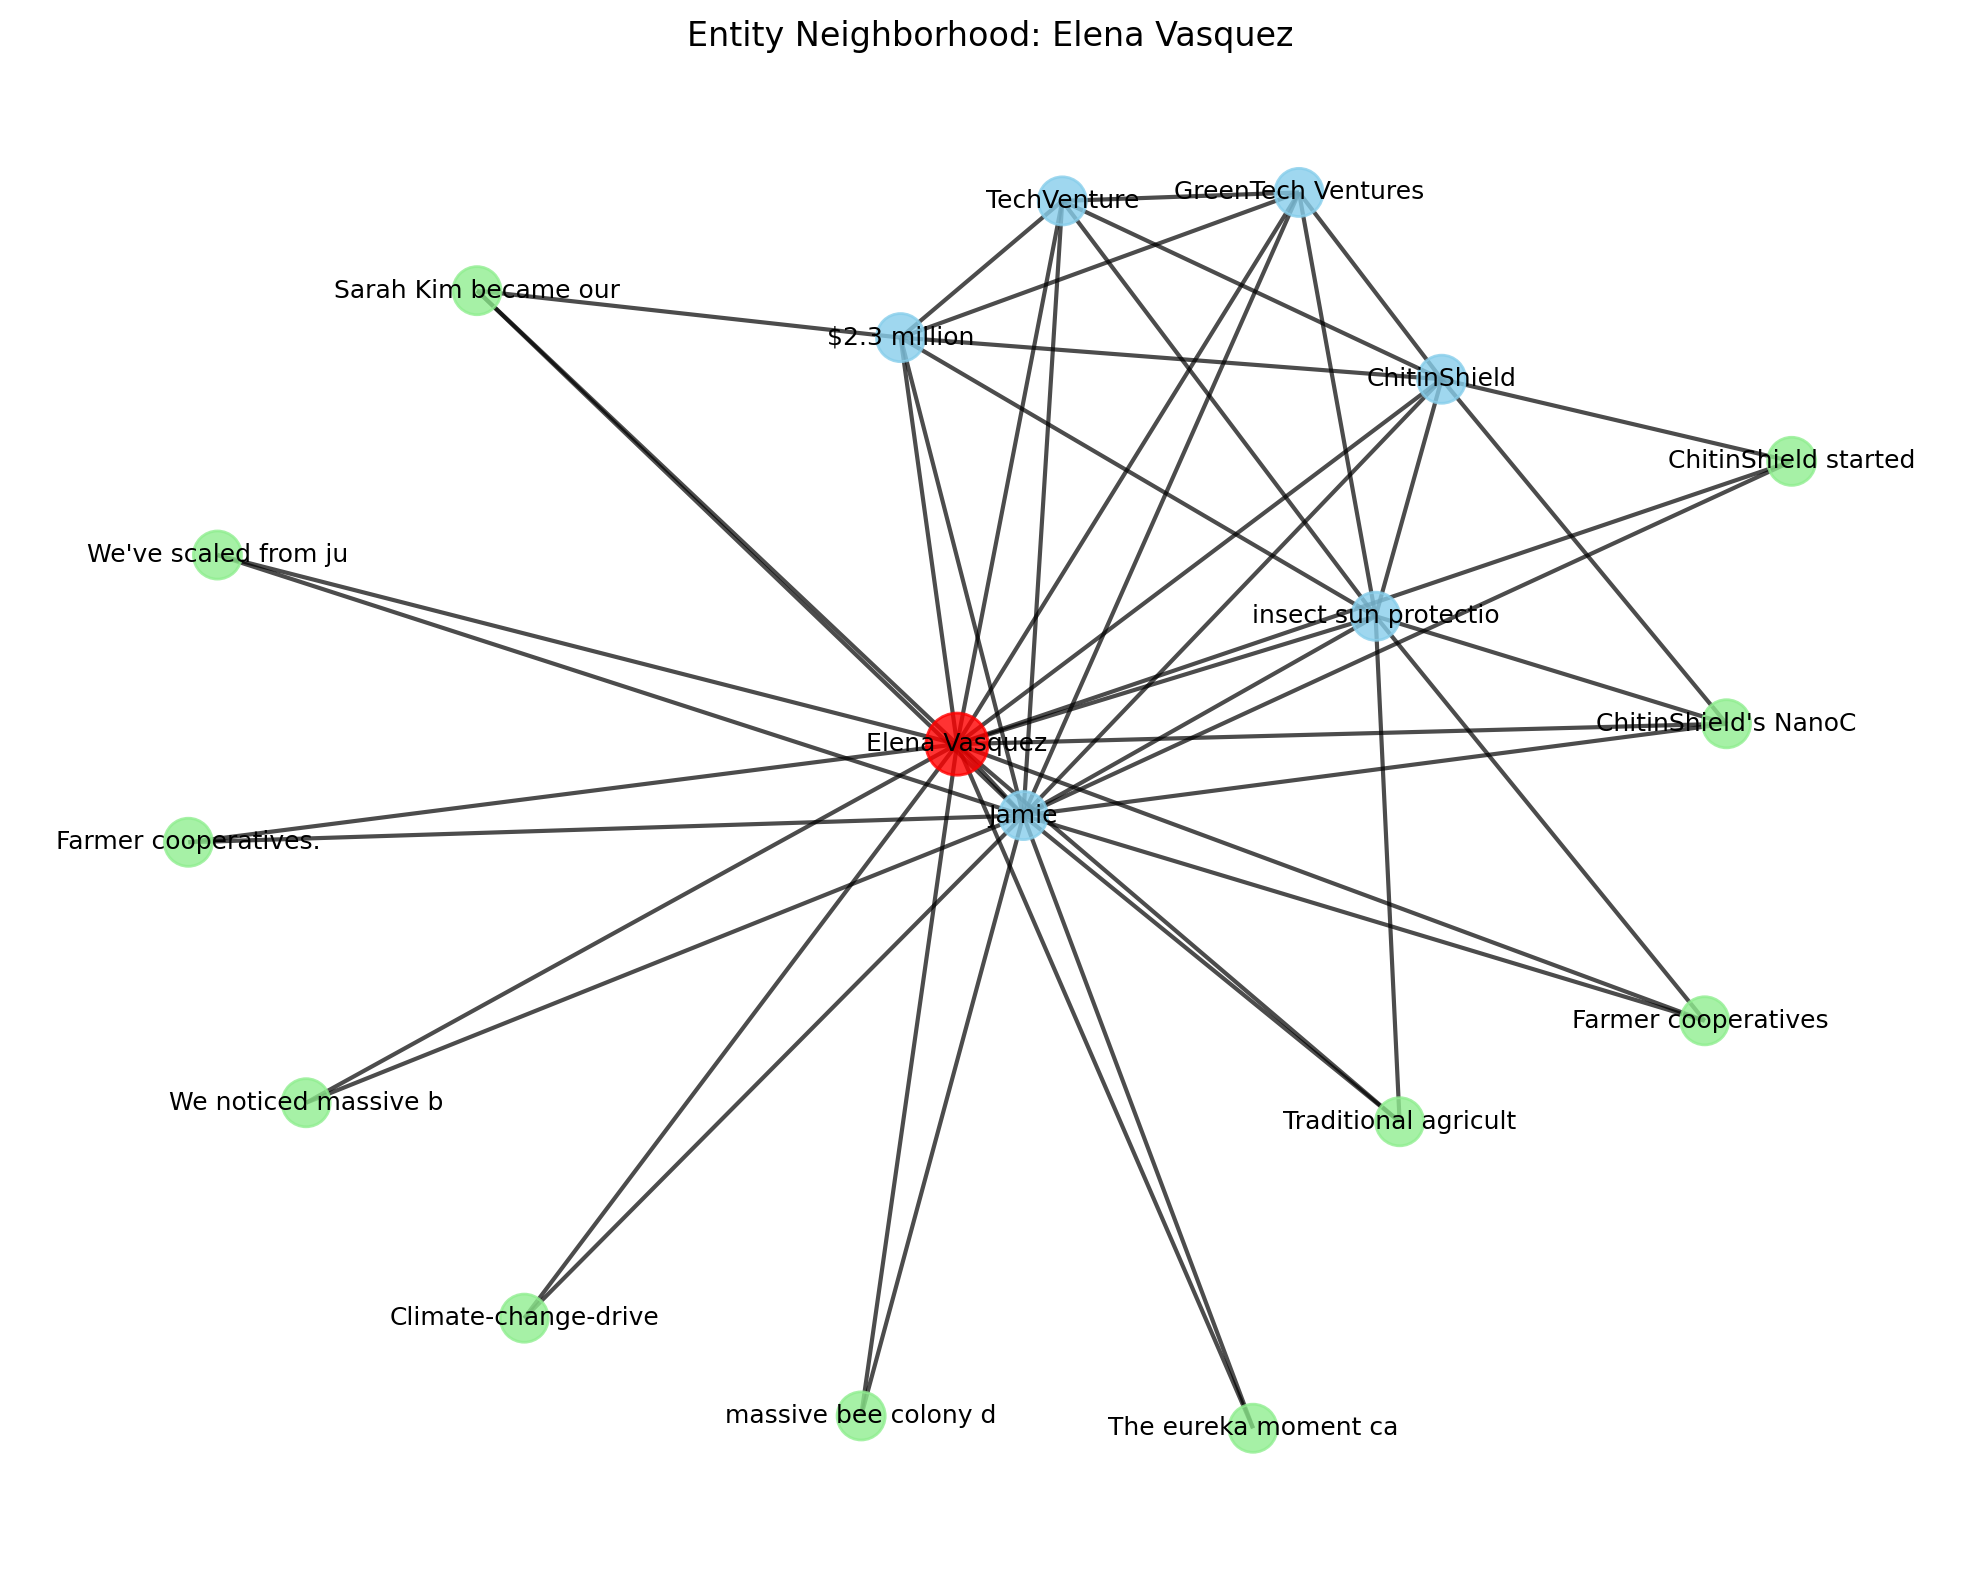 Entity Neighborhood: Elena Vasquez
TechVenture
GreenTech Ventures
Sarah Kim became our
$2.3 million
ChitinShield
ChitinShield started
We've scaled from ju
insect sun protectio
ChitinShield's NanoC
Elena Vasquez
Jamie
Farmer cooperatives.
Farmer cooperatives
We noticed massive b
Traditional agricult
Climate-change-drive
massive bee colony d
The eureka moment ca